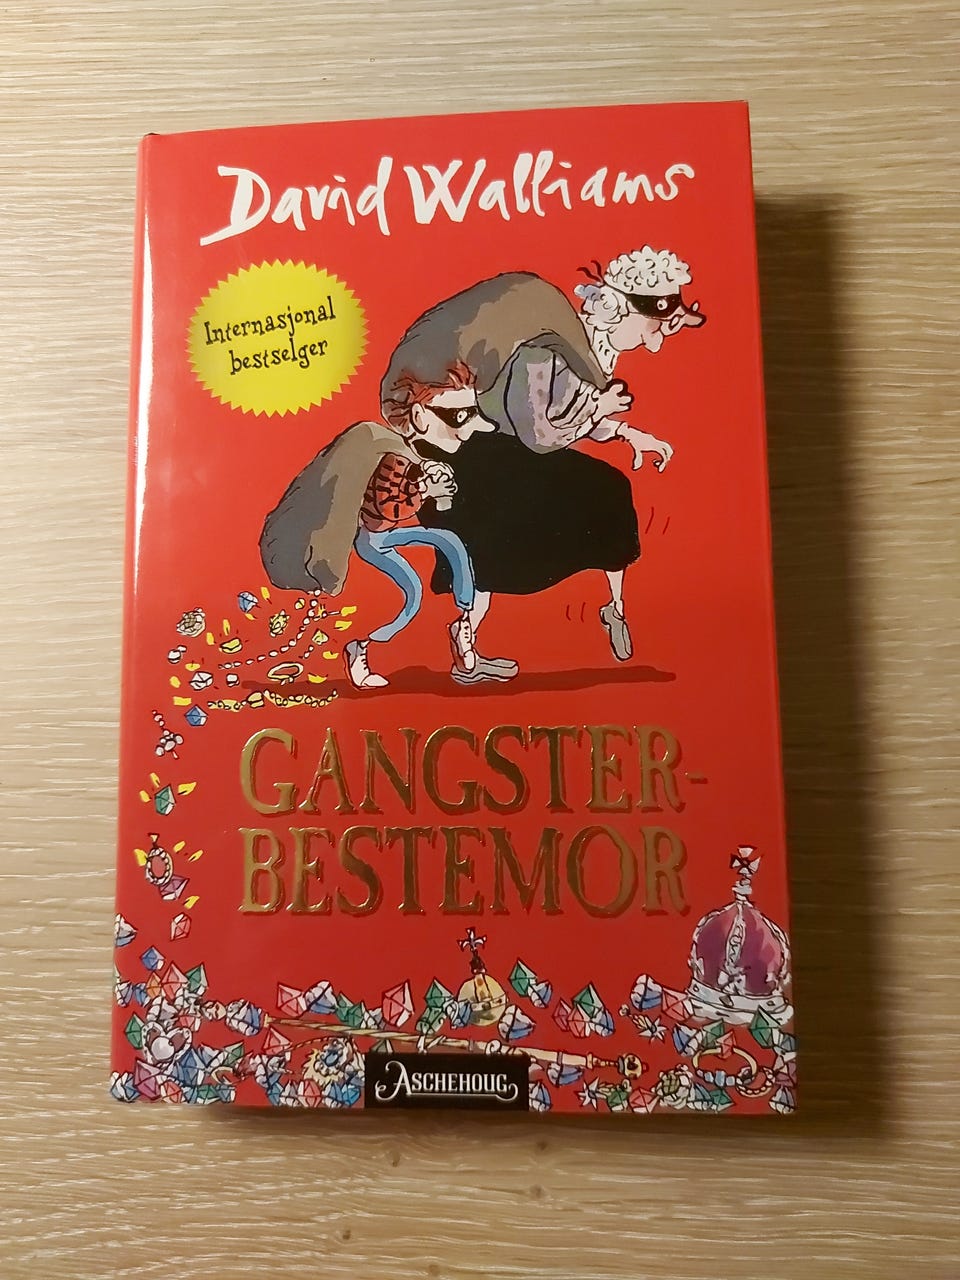 David Walliams
Internasjonal
bestselger
GANGSTER-
BESTEMOR
ASCHEHOUG